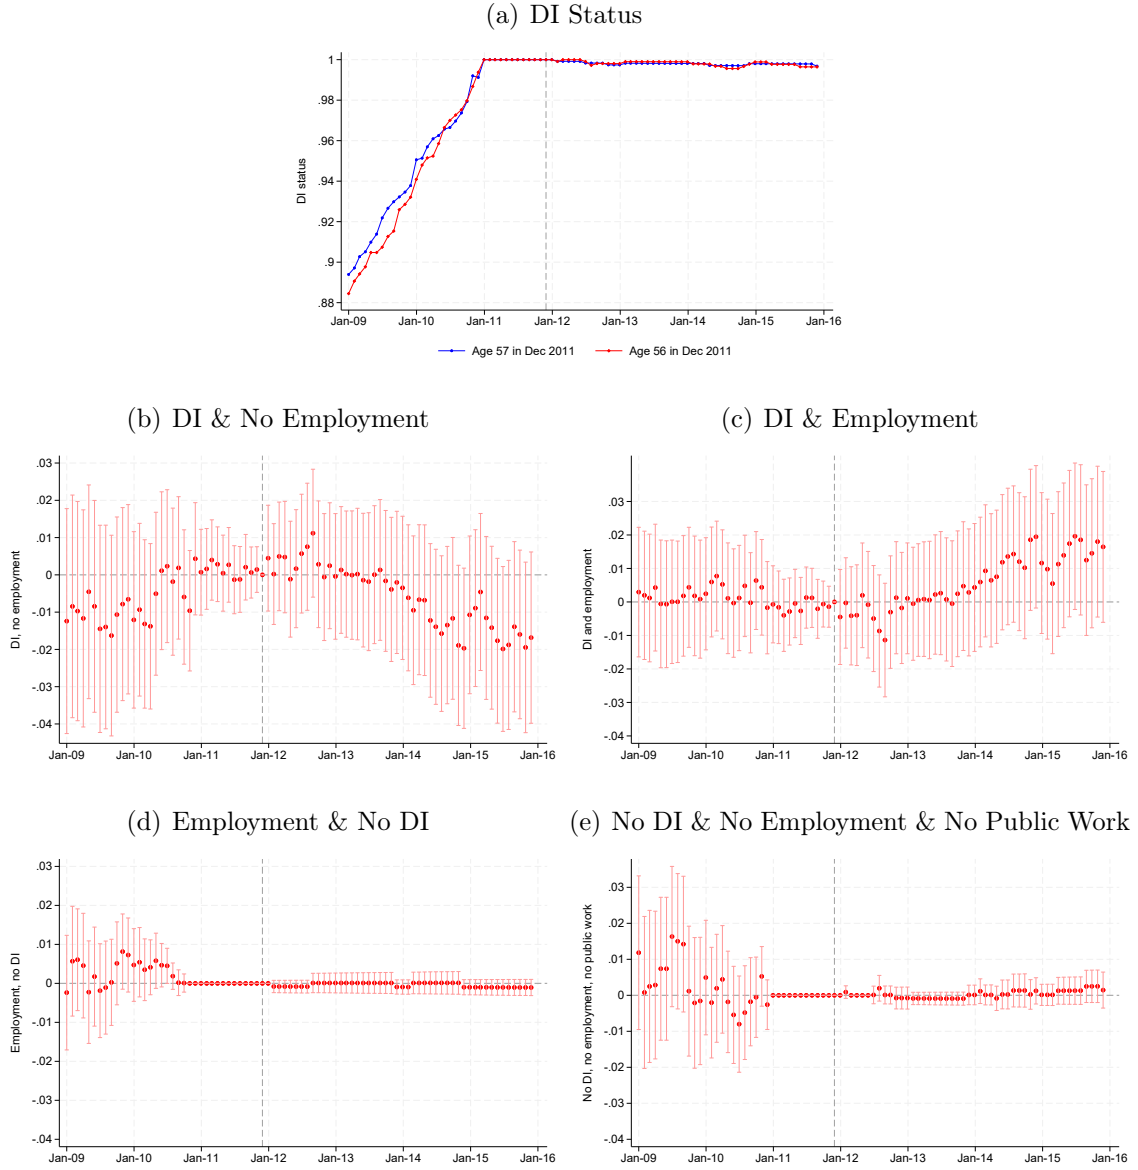 (a) DI Status
1
.98
.96
.94
.92
.9
.88
DI status
Jan-09 Jan-10 Jan-11 Jan-12 Jan-13 Jan-14 Jan-15 Jan-16
Age 57 in Dec 2011 Age 56 in Dec 2011
(b) DI & No Employment
.03
.02
.01
0
-.01
-.02
-.03
-.04
DI, no employment
Jan-09 Jan-10 Jan-11 Jan-12 Jan-13 Jan-14 Jan-15 Jan-16
(c) DI & Employment
.03
.02
.01
0
-.01
-.02
-.03
-.04
DI and employment
Jan-09 Jan-10 Jan-11 Jan-12 Jan-13 Jan-14 Jan-15 Jan-16
(d) Employment & No DI
.03
.02
.01
0
-.01
-.02
-.03
-.04
Employment, no DI
Jan-09 Jan-10 Jan-11 Jan-12 Jan-13 Jan-14 Jan-15 Jan-16
(e) No DI & No Employment & No Public Work
.03
.02
.01
0
-.01
-.02
-.03
-.04
No DI, no employment, no public work
Jan-09 Jan-10 Jan-11 Jan-12 Jan-13 Jan-14 Jan-15 Jan-16